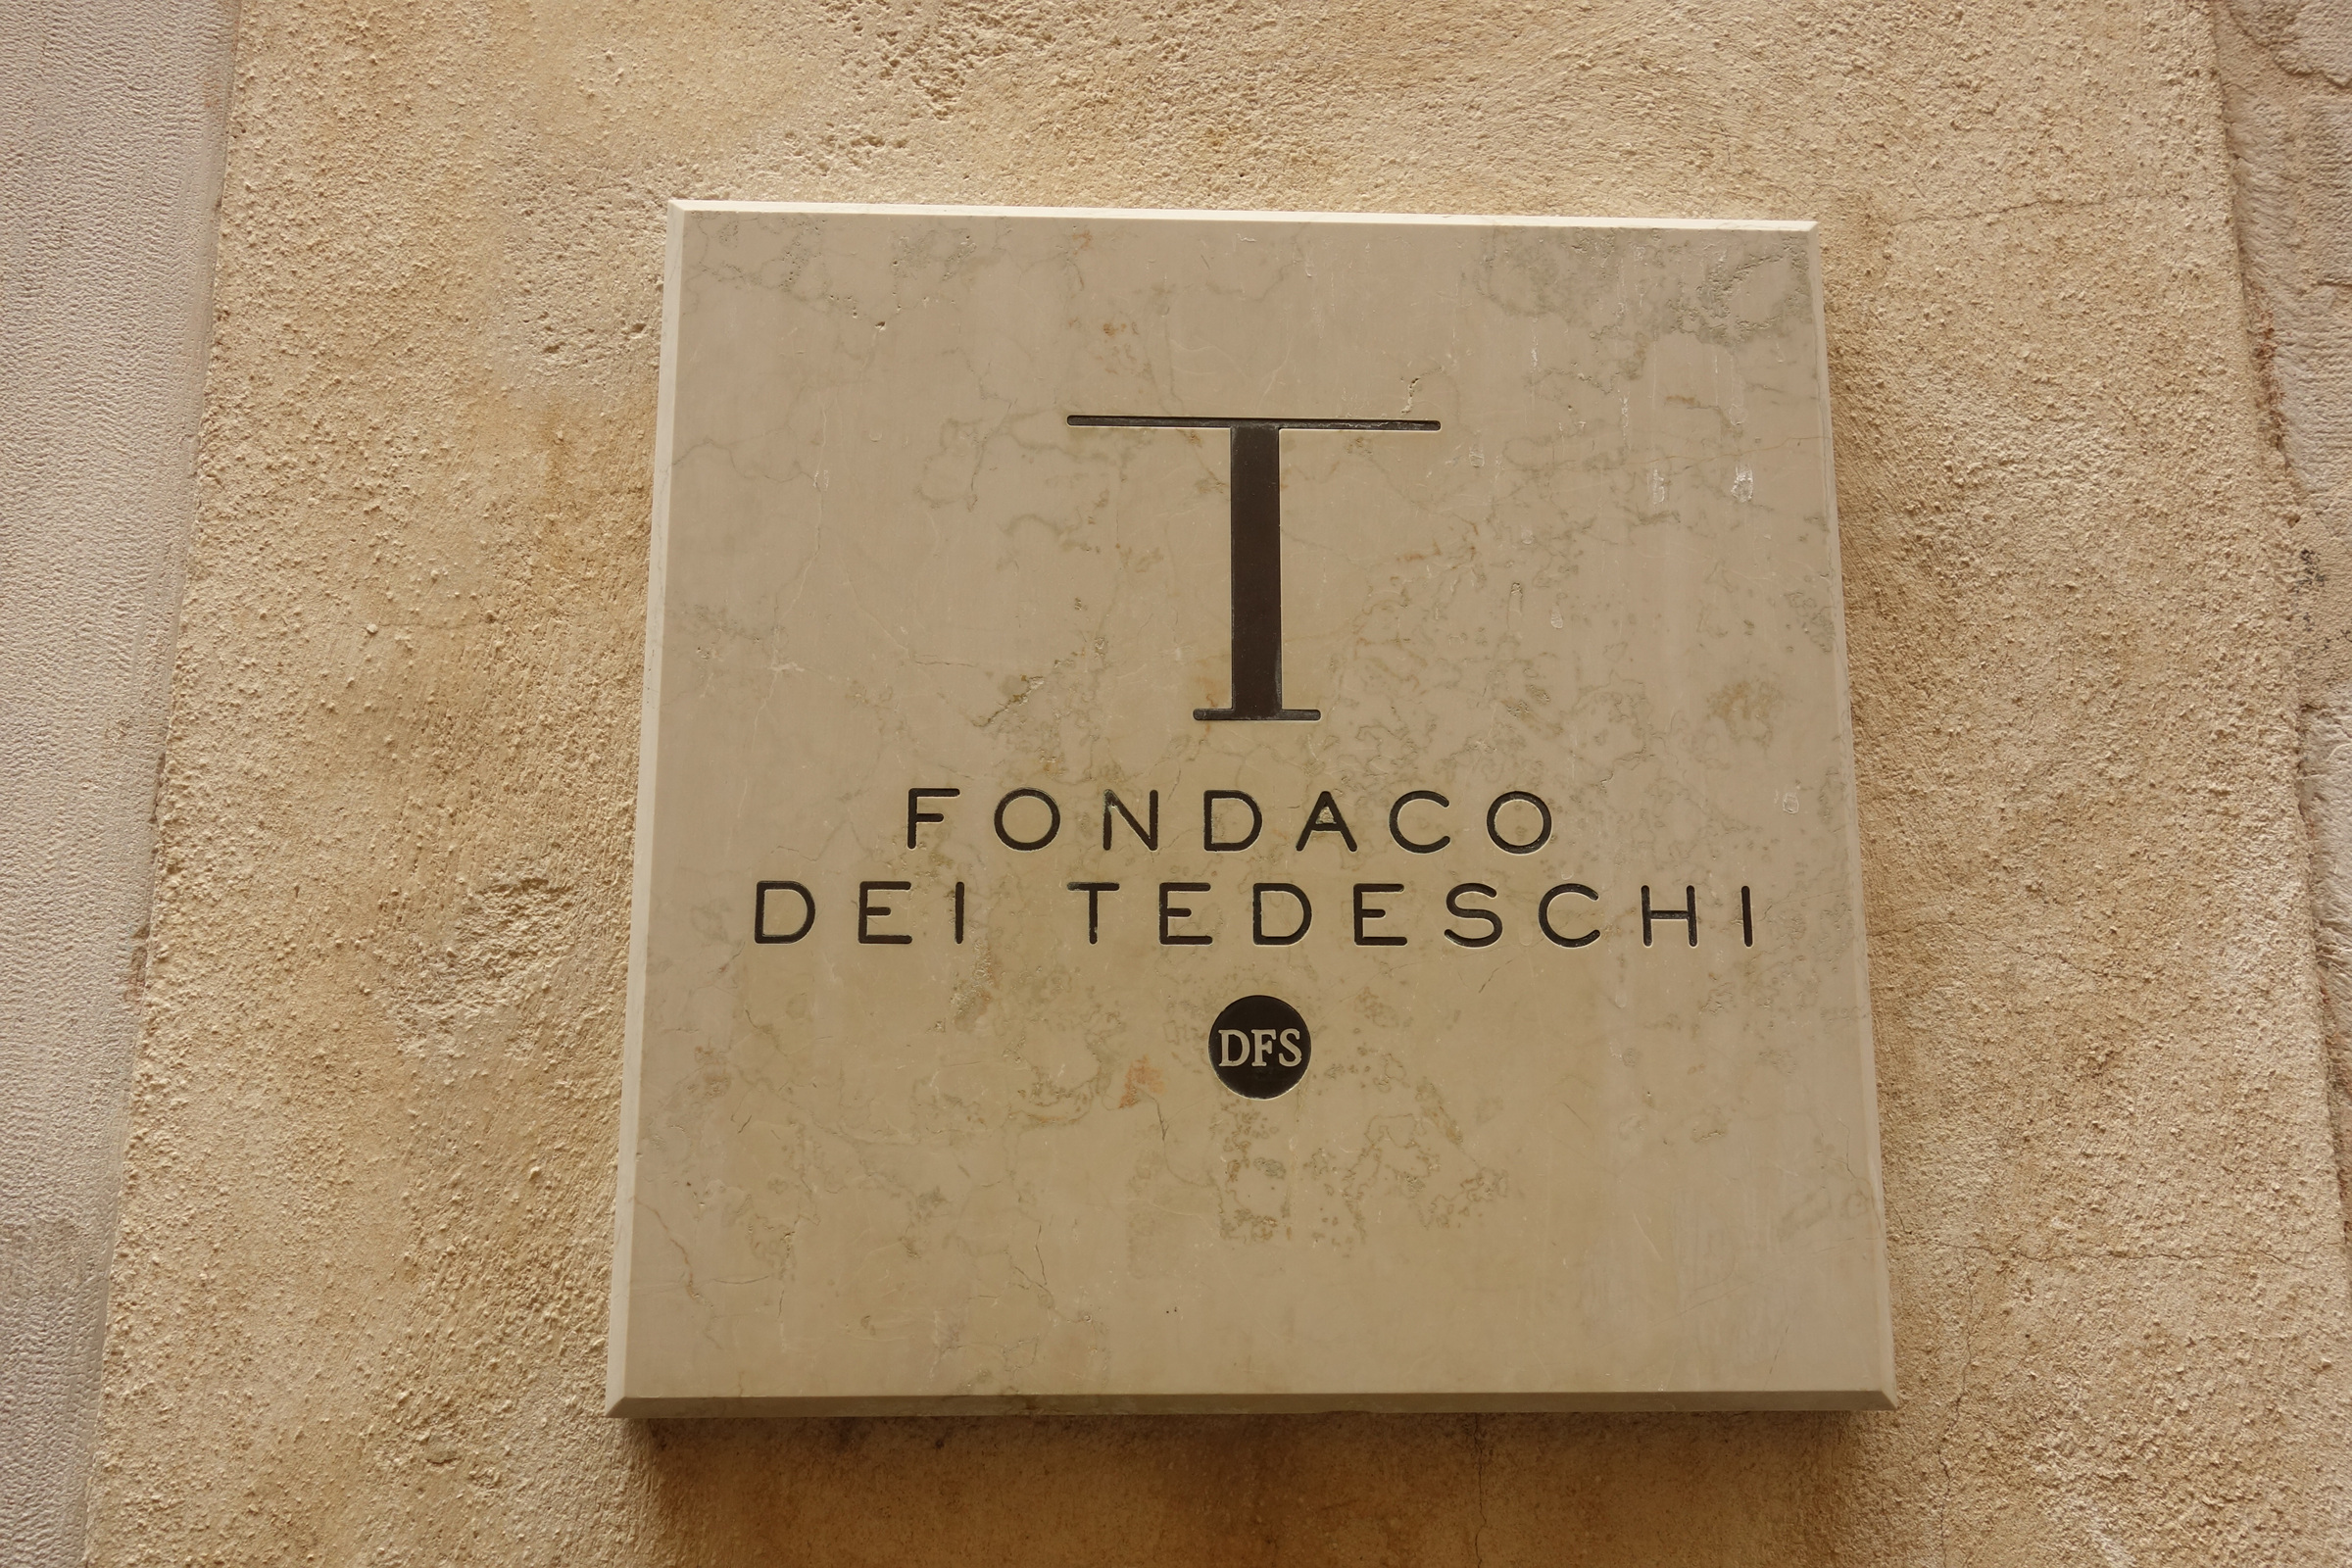 T
FONDACO
DEI TEDESCHI
DFS